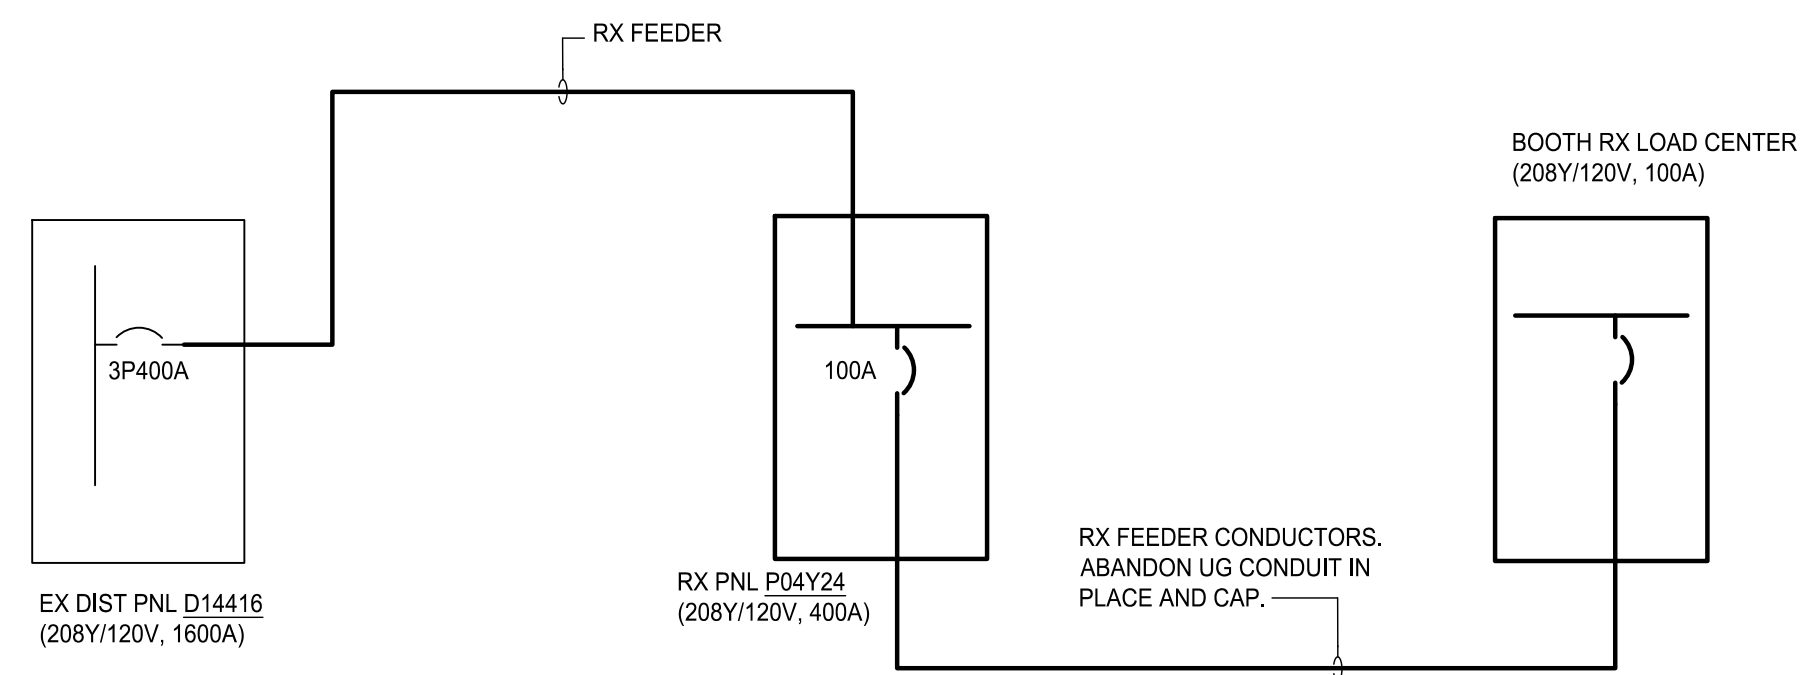 RX FEEDER
BOOTH RX LOAD CENTER
(208Y/120V, 100A)
3P400A
100A
EX DIST PNL D14416
(208Y/120V, 1600A)
RX PNL P04Y24
(208Y/120V, 400A)
RX FEEDER CONDUCTORS.
ABANDON UG CONDUIT IN
PLACE AND CAP.